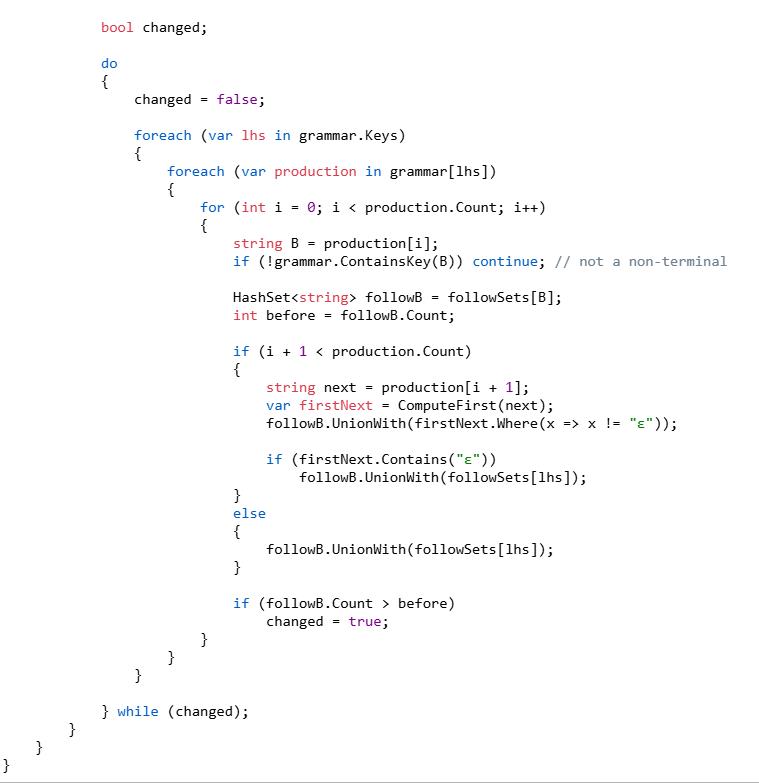 bool changed;
do
{
changed = false;
foreach (var lhs in grammar.Keys)
{
foreach (var production in grammar[lhs])
{
for (int i = 0; i < production.Count; i++)
{
string B = production[i];
if (!grammar.ContainsKey(B)) continue; // not a non-terminal
HashSet<string> followB = followSets[B];
int before = followB.Count;
if (i + 1 < production.Count)
{
string next = production[i + 1];
var firstNext = ComputeFirst(next);
followB.UnionWith(firstNext.Where(x => x != "ε"));
if (firstNext.Contains("ε"))
followB.UnionWith(followSets[lhs]);
}
else
{
followB.UnionWith(followSets[lhs]);
}
if (followB.Count > before)
changed = true;
}
}
}
} while (changed);
}
}
}